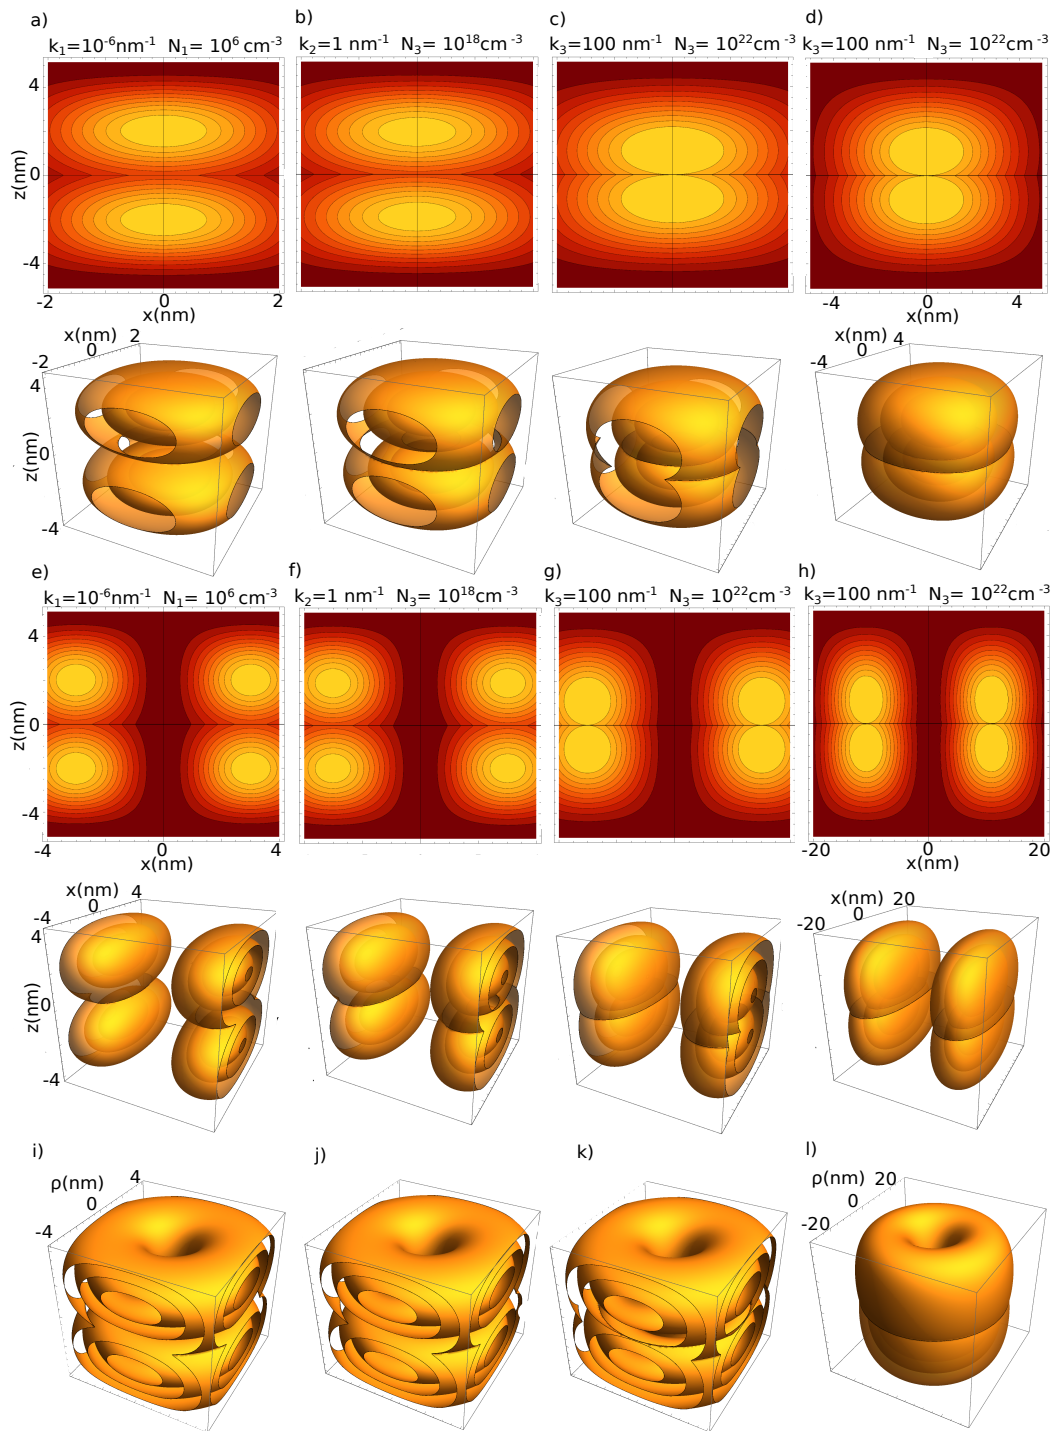 a) b) c) d)
k₁=10⁻⁶nm⁻¹ N₁= 10⁶ cm⁻³ k₂=1 nm⁻¹ N₃= 10¹⁸cm⁻³ k₃=100 nm⁻¹ N₃= 10²²cm⁻³ k₃=100 nm⁻¹ N₃= 10²²cm⁻³
4
z(nm) 0
-4
-2 0 2 -4 0 4
x(nm) x(nm)
x(nm) 2 x(nm) 4
-2 0 -4 0
4
z(nm) 0
-4
e) f) g) h)
k₁=10⁻⁶nm⁻¹ N₁= 10⁶ cm⁻³ k₂=1 nm⁻¹ N₃= 10¹⁸cm⁻³ k₃=100 nm⁻¹ N₃= 10²²cm⁻³ k₃=100 nm⁻¹ N₃= 10²²cm⁻³
4
z(nm) 0
-4
-4 0 4 -20 0 20
x(nm) x(nm)
x(nm) 4 x(nm) 20
-4 0 -20 0
4
z(nm) 0
-4
i) j) k) l)
ρ(nm) 4 ρ(nm) 20
-4 0 -20 0